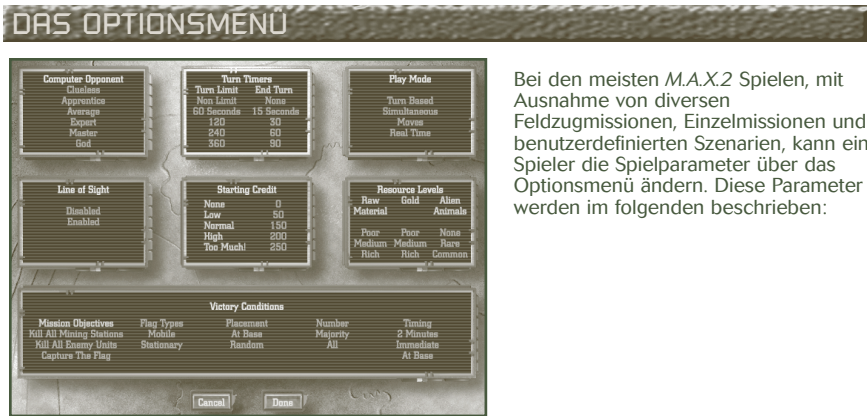 DAS OPTIONSMENÜ
Computer Opponent
Clueless
Apprentice
Average
Expert
Master
God
Turn Timers
Turn Limit End Turn
Non Limit None
60 Seconds 15 Seconds
120 30
240 60
360 90
Play Mode
Turn Based
Simultaneous
Moves
Real Time
Line of Sight
Disabled
Enabled
Starting Credit
None 0
Low 50
Normal 150
High 200
Too Much! 250
Resource Levels
Raw Gold Alien
Material Animals
Poor Poor None
Medium Medium Rare
Rich Rich Common
Victory Conditions
Mission Objectives Flag Types Placement Number Timing
Kill All Mining Stations Mobile At Base Majority 2 Minutes
Kill All Enemy Units Stationary Random All Immediate
Capture The Flag At Base
Cancel Done
Bei den meisten M.A.X.2 Spielen, mit
Ausnahme von diversen
Feldzugmissionen, Einzelmissionen und
benutzerdefinierten Szenarien, kann ein
Spieler die Spielparameter über das
Optionsmenü ändern. Diese Parameter
werden im folgenden beschrieben: